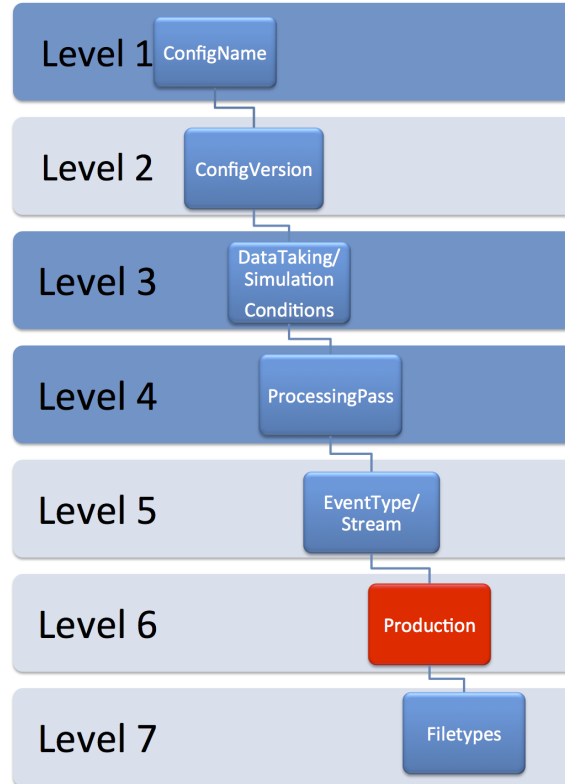 Level 1
ConfigName
Level 2
ConfigVersion
Level 3
DataTaking/
Simulation
Conditions
Level 4
ProcessingPass
Level 5
EventType/
Stream
Level 6
Production
Level 7
Filetypes